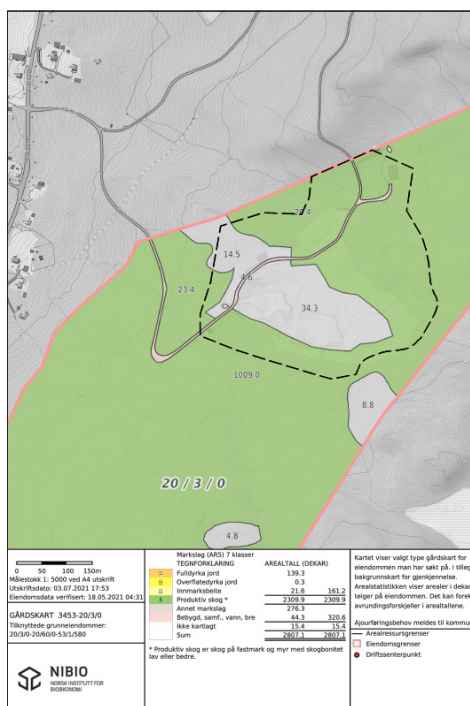 27.4
14.5
4.6
23.4
34.3
1009.0
8.8
20 / 3 / 0
4.8
0 50 100 150m
Målestokk 1: 5000 ved A4 utskrift
Utskriftsdato: 03.07.2021 17:53
Eiendomsdata verifisert: 18.05.2021 04:31
GÅRDSKART 3453-20/3/0
Tilknyttede grunneiendommer:
20/3/0-20/60/0-53/1/580
NIBIO
NORSK INSTITUTT FOR
BIOØKONOMI
Markslag (AR5) 7 klasser
TEGNFORKLARING AREALTALL (DEKAR)
Fulldyrka jord 139.3
Overflatedyrka jord 0.3
Innmarksbeite 21.6 161.2
Produktiv skog * 2309.9 2309.9
Annet markslag 276.3
Bebygd, samf., vann, bre 44.3 320.6
Ikke kartlagt 15.4 15.4
Sum 2807.1 2807.1
* Produktiv skog er skog på fastmark og myr med skogbonitet
lav eller bedre.
Kartet viser valgt type gårdskart for
eiendommen man har søkt på. I tilleg
bakgrunnskart for gjenkjennelse.
Arealstatistikken viser arealer i dekar
teiger på eiendommen. Det kan forek
avrundingsforskjeller i arealtallene.
Ajourføringsbehov meldes til kommu
Arealressursgrenser
Eiendomsgrenser
Driftssenterpunkt